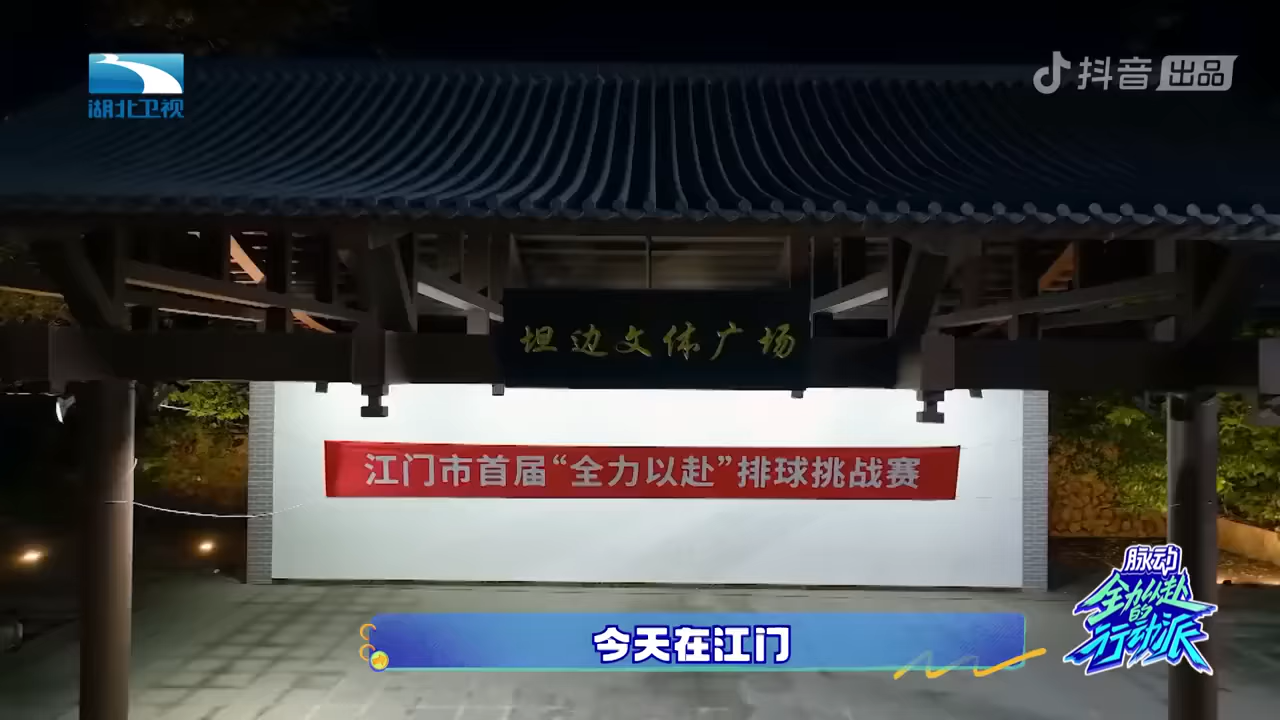 湖北卫视
抖音出品
坦边文体广场
江门市首届“全力以赴”排球挑战赛
脉动
全力以赴
的
行动派
今天在江门